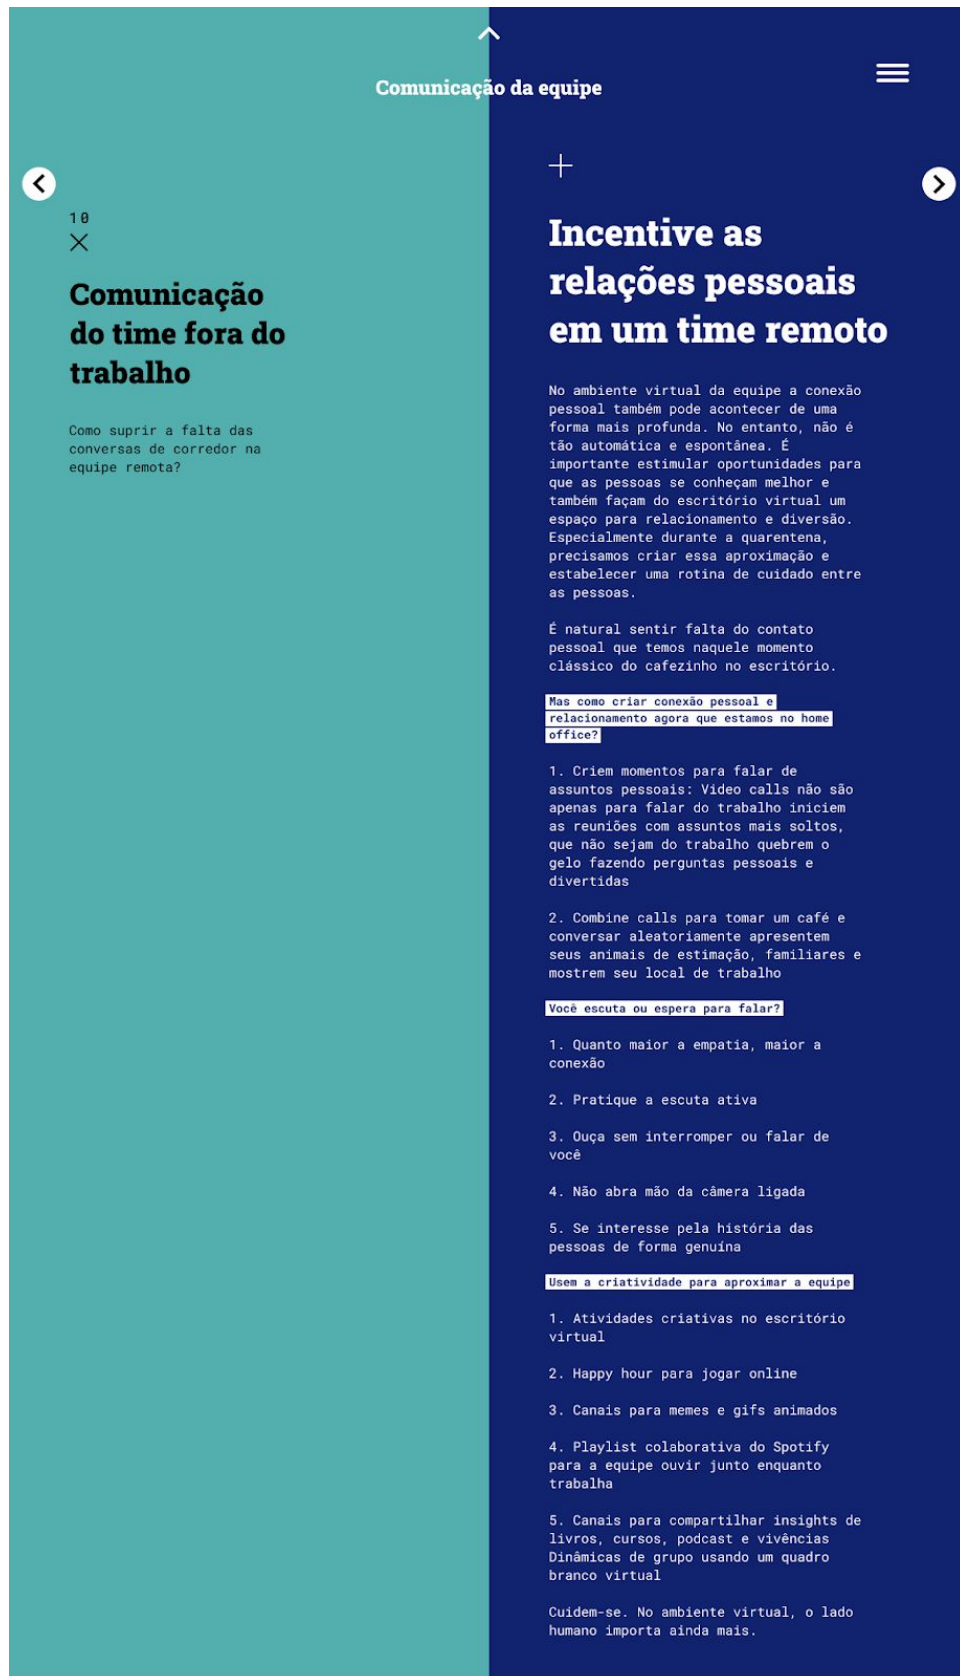 Comunicação da equipe
10
Comunicação
do time fora do
trabalho
Como suprir a falta das
conversas de corredor na
equipe remota?
Incentive as
relações pessoais
em um time remoto
No ambiente virtual da equipe a conexão
pessoal também pode acontecer de uma
forma mais profunda. No entanto, não é
tão automática e espontânea. É
importante estimular oportunidades para
que as pessoas se conheçam melhor e
também façam do escritório virtual um
espaço para relacionamento e diversão.
Especialmente durante a quarentena,
precisamos criar essa aproximação e
estabelecer uma rotina de cuidado entre
as pessoas.
É natural sentir falta do contato
pessoal que temos naquele momento
clássico do cafezinho no escritório.
Mas como criar conexão pessoal e
relacionamento agora que estamos no home
office?
1. Criem momentos para falar de
assuntos pessoais: Video calls não são
apenas para falar do trabalho iniciem
as reuniões com assuntos mais soltos,
que não sejam do trabalho quebrem o
gelo fazendo perguntas pessoais e
divertidas
2. Combine calls para tomar um café e
conversar aleatoriamente apresentem
seus animais de estimação, familiares e
mostrem seu local de trabalho
Você escuta ou espera para falar?
1. Quanto maior a empatia, maior a
conexão
2. Pratique a escuta ativa
3. Ouça sem interromper ou falar de
você
4. Não abra mão da câmera ligada
5. Se interesse pela história das
pessoas de forma genuína
Usem a criatividade para aproximar a equipe
1. Atividades criativas no escritório
virtual
2. Happy hour para jogar online
3. Canais para memes e gifs animados
4. Playlist colaborativa do Spotify
para a equipe ouvir junto enquanto
trabalha
5. Canais para compartilhar insights de
livros, cursos, podcast e vivências
Dinâmicas de grupo usando um quadro
branco virtual
Cuidem-se. No ambiente virtual, o lado
humano importa ainda mais.